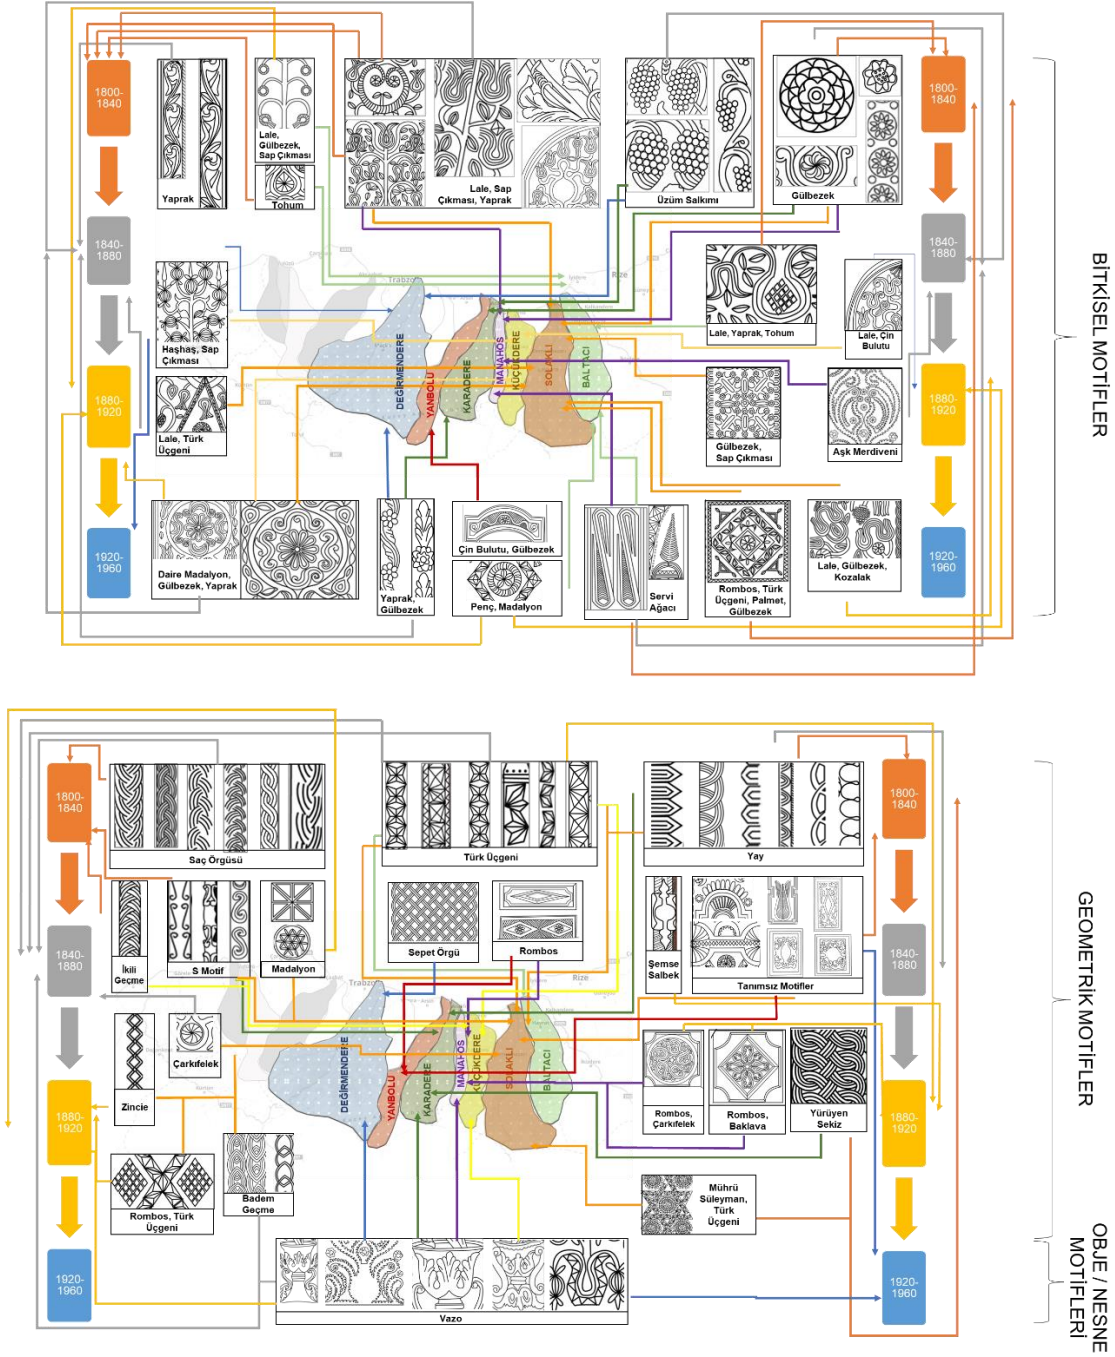 1800-
1840
1840-
1880
1880-
1920
1920-
1960
Yaprak
Lale,
Gülbezek,
Sap Çıkması
Tohum
Lale, Sap
Çıkması, Yaprak
Üzüm Salkımı
Gülbezek
1800-
1840
1840-
1880
1880-
1920
1920-
1960
BİTKİSEL MOTİFLER
Haşhaş, Sap
Çıkması
Lale, Türk
Üçgeni
Lale, Yaprak, Tohum
Lale, Çin
Bulutu
Gülbezek,
Sap Çıkması
Aşk Merdiveni
Trabzo
Rize
DEĞİRMENDERE
YANBOLU
KARADERE
MANAHOS
KÜÇÜKDERE
SOLAKLI
BALTACI
Daire Madalyon,
Gülbezek, Yaprak
Yaprak,
Gülbezek
Çin Bulutu, Gülbezek
Penç, Madalyon
Servi
Ağacı
Rombos, Türk
Üçgeni, Palmet,
Gülbezek
Lale, Gülbezek,
Kozalak
1800-
1840
1840-
1880
1880-
1920
1920-
1960
Saç Örgüsü
Türk Üçgeni
Yay
1800-
1840
1840-
1880
1880-
1920
1920-
1960
GEOMETRİK MOTİFLER
OBJE / NESNE
MOTİFLERİ
İkili
Geçme
S Motif
Madalyon
Sepet Örgü
Rombos
Şemse
Salbek
Tanımsız Motifler
Trabzo
Rize
DEĞİRMENDERE
YANBOLU
KARADERE
MANAHOS
KÜÇÜKDERE
SOLAKLI
BALTACI
Zincie
Çarkıfelek
Rombos,
Çarkıfelek
Rombos,
Baklava
Yürüyen
Sekiz
Rombos, Türk
Üçgeni
Badem
Geçme
Mührü
Süleyman,
Türk
Üçgeni
Vazo